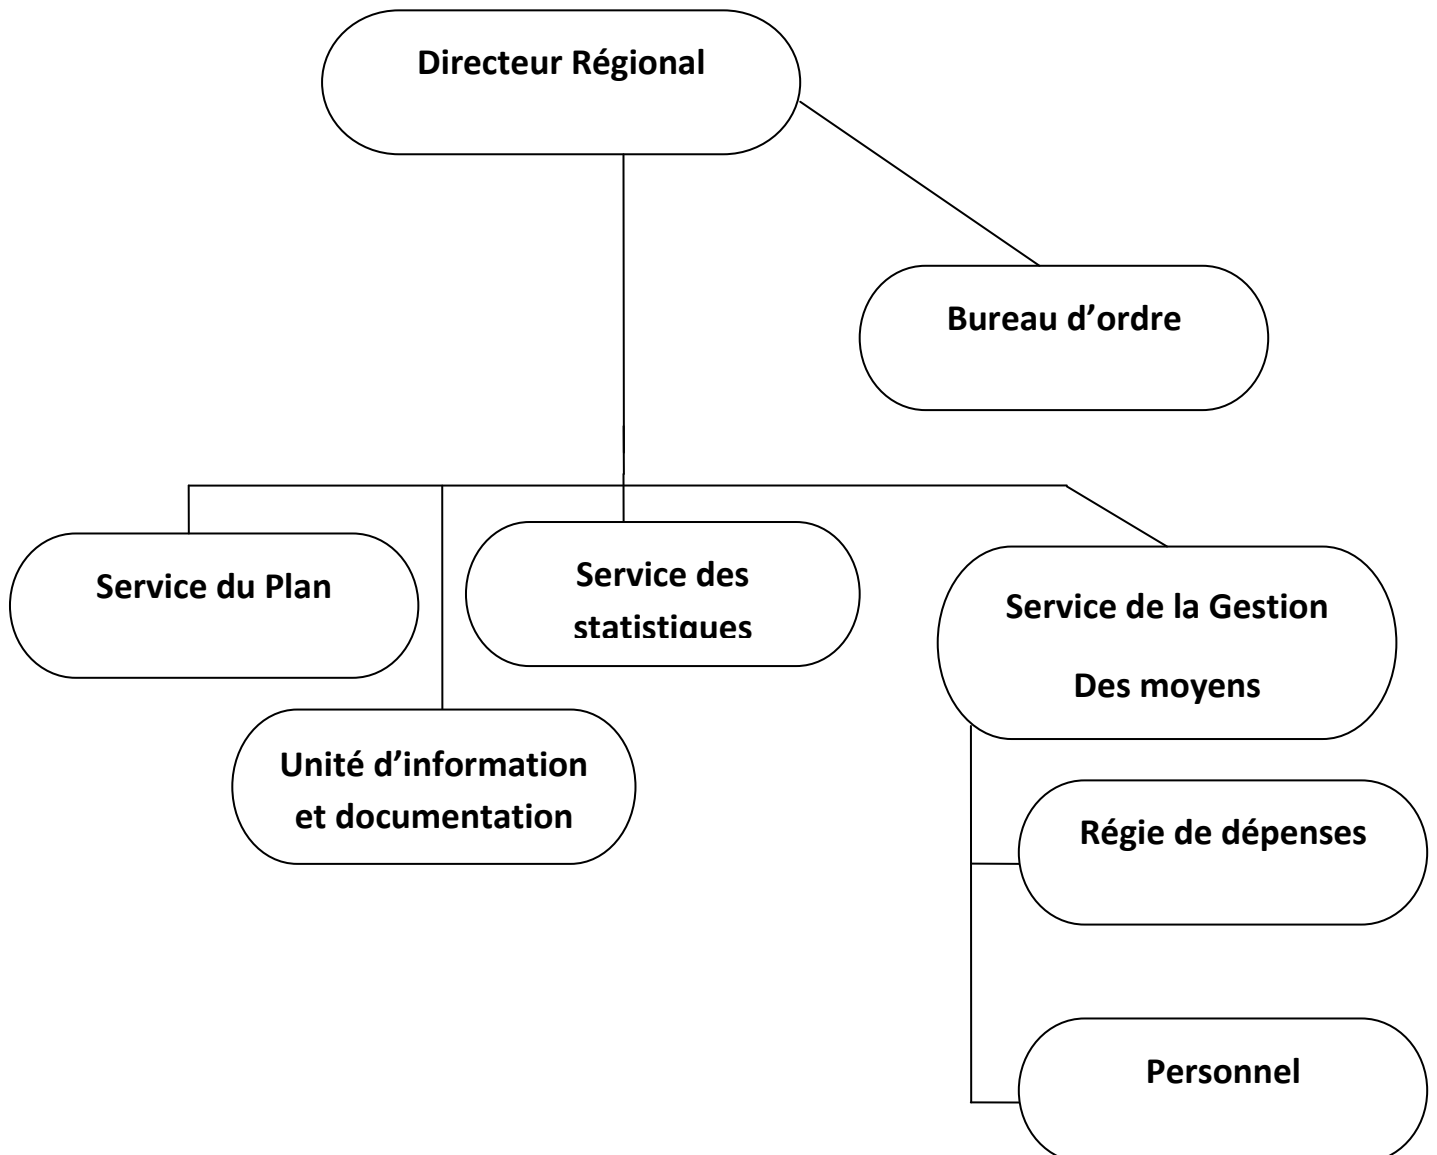 Directeur Régional
Bureau d’ordre
Service du Plan
Service des
statistiques
Service de la Gestion
Des moyens
Unité d’information
et documentation
Régie de dépenses
Personnel